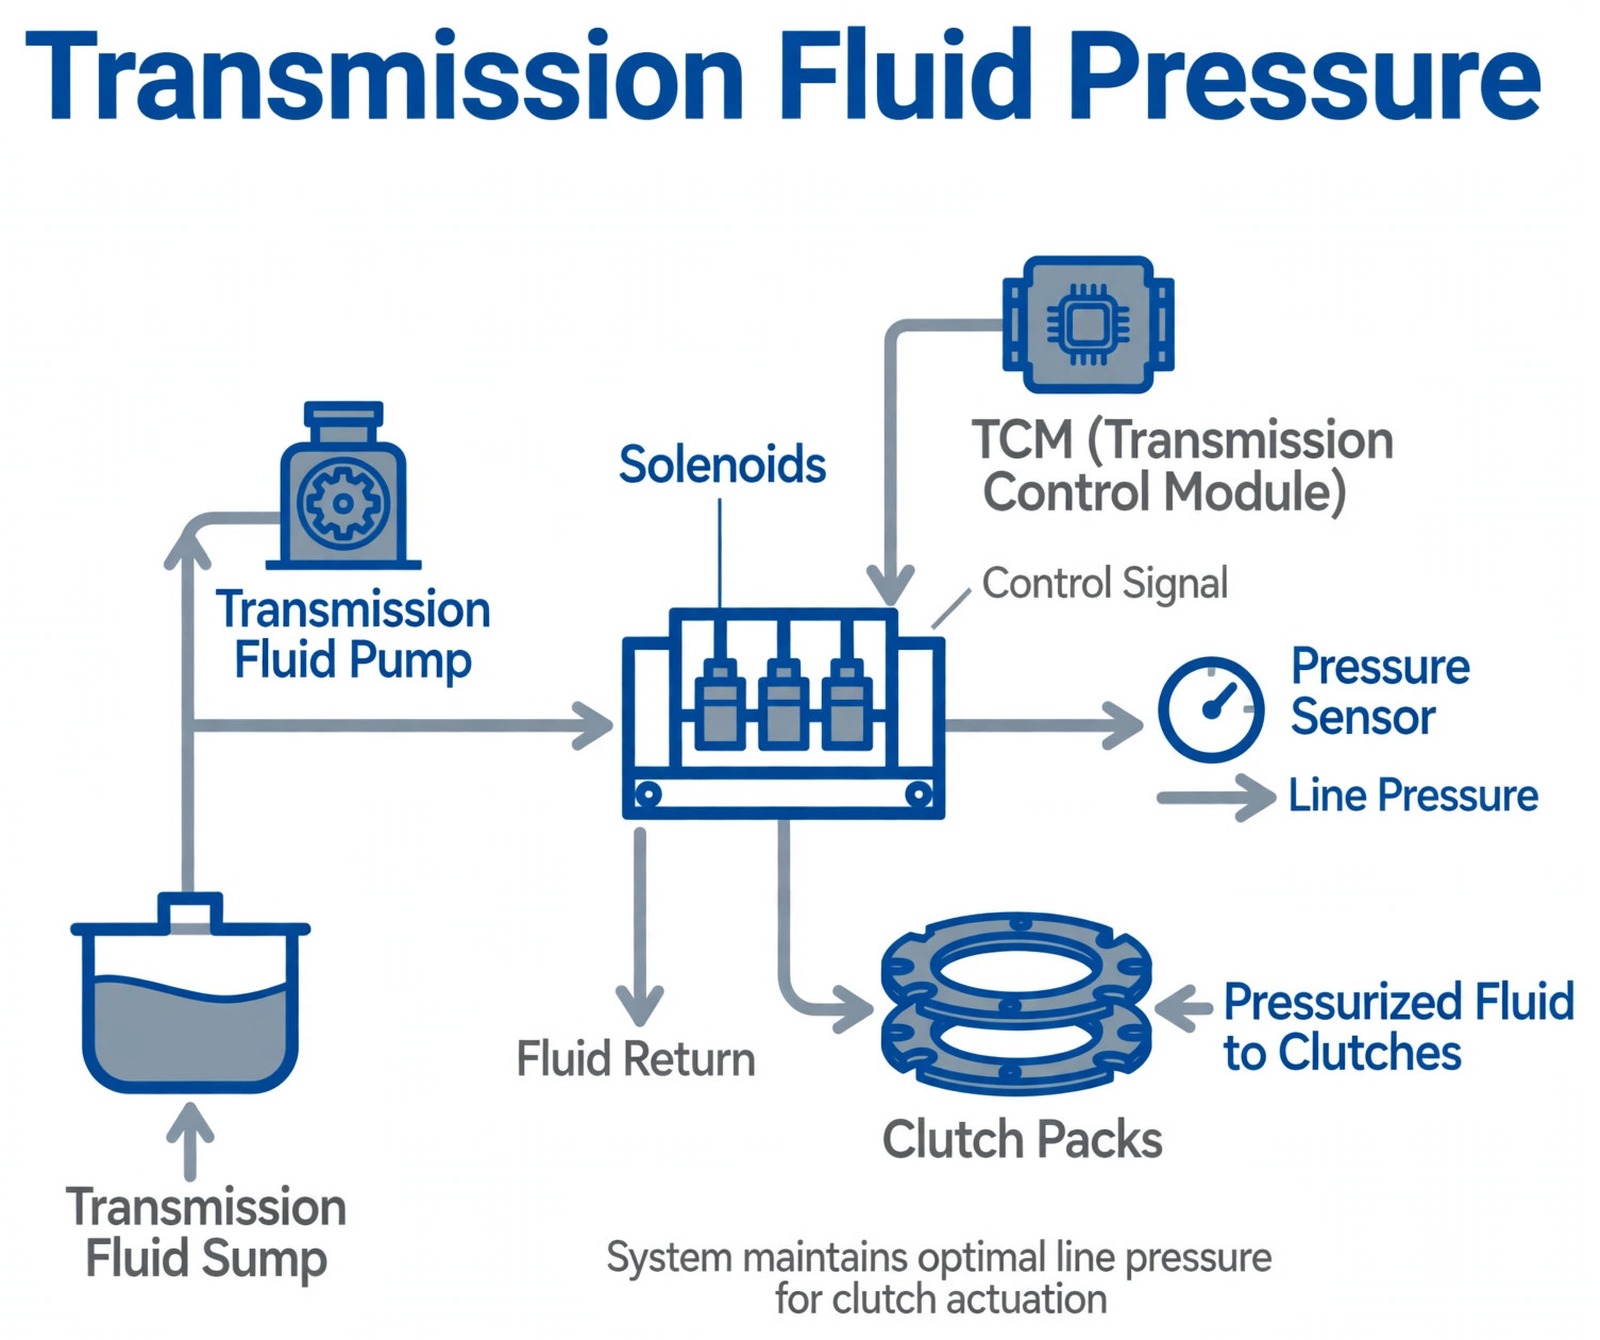 Transmission Fluid Pressure
TCM (Transmission
Control Module)
Solenoids
Control Signal
Transmission
Fluid Pump
Pressure
Sensor
Line Pressure
Pressurized Fluid
to Clutches
Fluid Return
Clutch Packs
Transmission
Fluid Sump
System maintains optimal line pressure
for clutch actuation